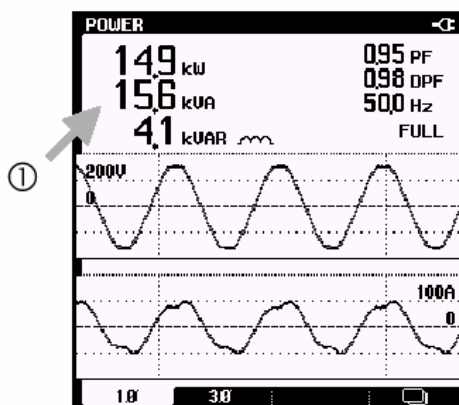 POWER
14.9 kW
0.95 PF
15.6 kVA
0.98 DPF
50.0 Hz
4.1 kVAR
FULL
①
200V
0
100A
0
1Ø
3Ø